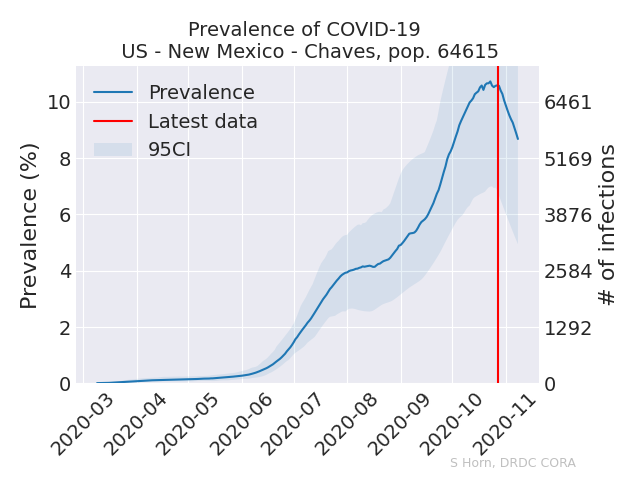 Prevalence of COVID-19
US - New Mexico - Chaves, pop. 64615
Prevalence
Latest data
95CI
Prevalence (%)
10
8
6
4
2
0
6461
5169
3876
2584
1292
0
# of infections
2020-03
2020-04
2020-05
2020-06
2020-07
2020-08
2020-09
2020-10
2020-11
S Horn, DRDC CORA